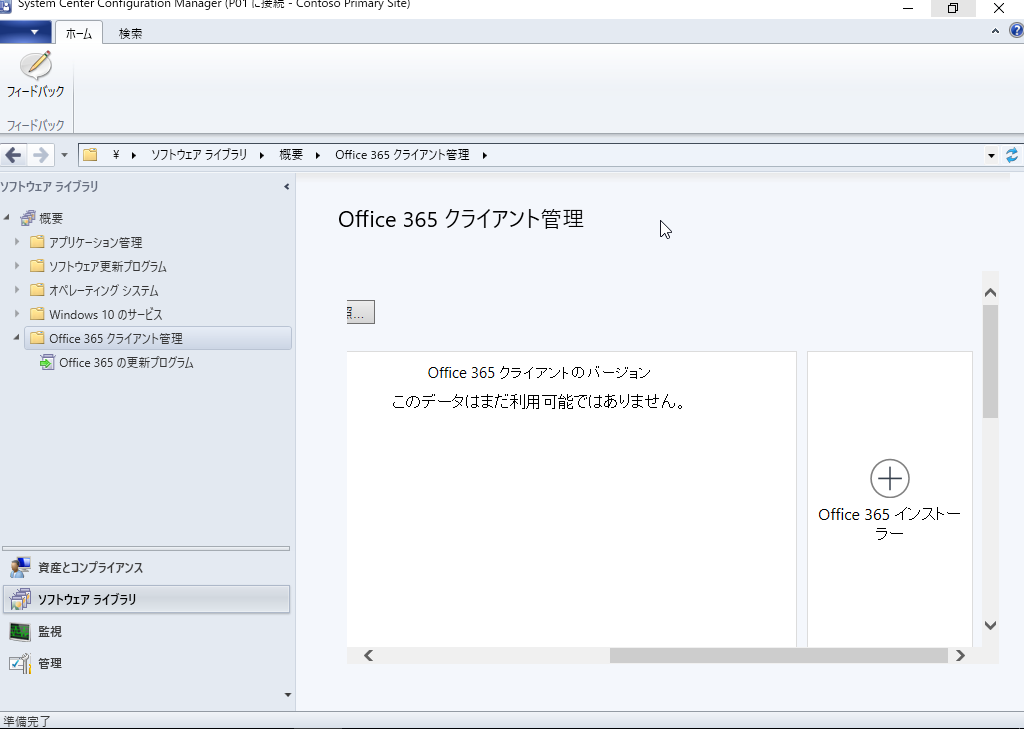 System Center Configuration Manager (P01 に接続 - Contoso Primary Site)
ホーム
検索
フィードバック
フィードバック
¥ ソフトウェア ライブラリ 概要 Office 365 クライアント管理
ソフトウェア ライブラリ
概要
アプリケーション管理
ソフトウェア更新プログラム
オペレーティング システム
Windows 10 のサービス
Office 365 クライアント管理
Office 365 の更新プログラム
資産とコンプライアンス
ソフトウェア ライブラリ
監視
管理
Office 365 クライアント管理
照...
Office 365 クライアントのバージョン
このデータはまだ利用可能ではありません。
Office 365 インストー
ラー
準備完了